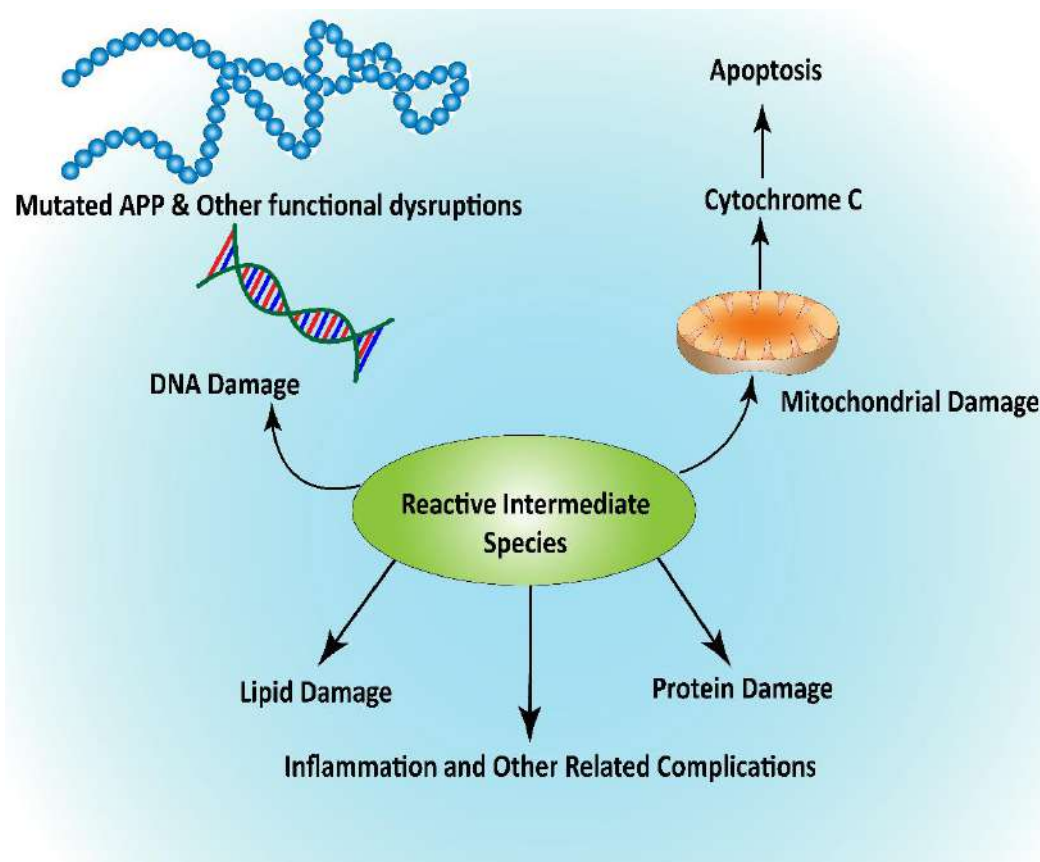 Apoptosis
Cytochrome C
Mutated APP & Other functional dysruptions
DNA Damage
Mitochondrial Damage
Reactive Intermediate
Species
Lipid Damage
Protein Damage
Inflammation and Other Related Complications